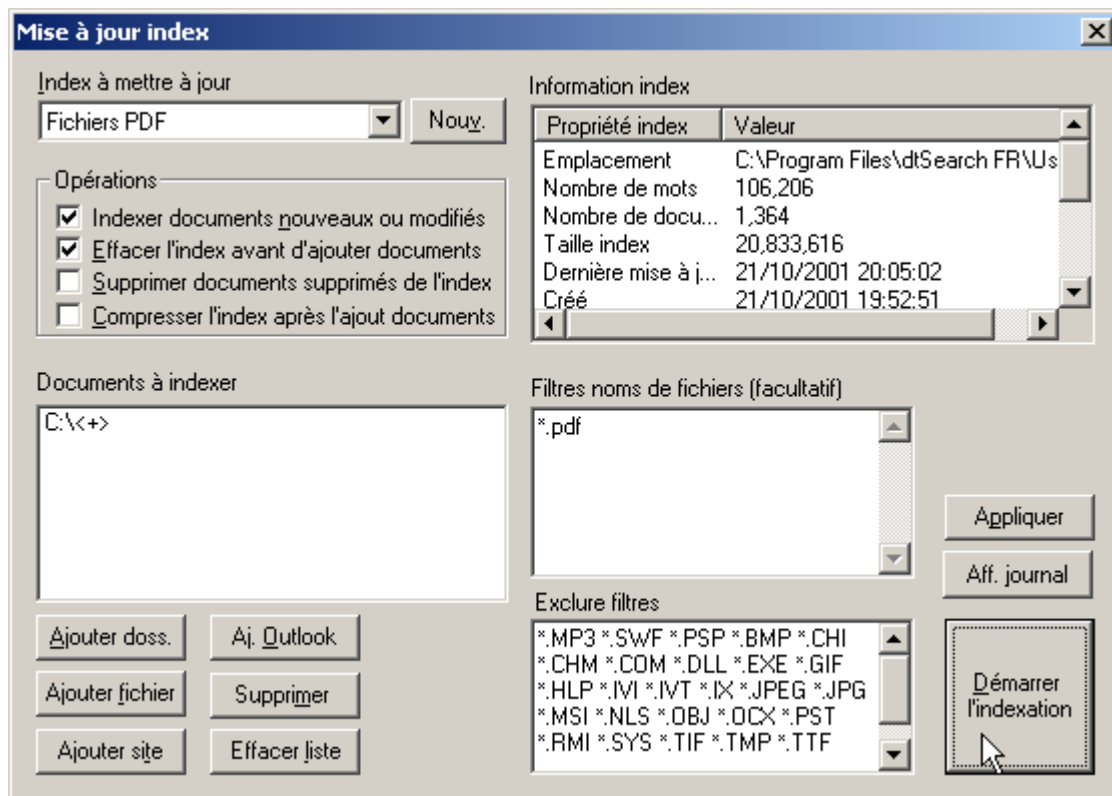 Mise à jour index
Index à mettre à jour
Fichiers PDF
Nouv.
Opérations
Indexer documents nouveaux ou modifiés
Effacer l'index avant d'ajouter documents
Supprimer documents supprimés de l'index
Compresser l'index après l'ajout documents
Information index
Propriété index Valeur
Emplacement C:\Program Files\dtSearch FR\Us
Nombre de mots 106,206
Nombre de docu... 1,364
Taille index 20,833,616
Dernière mise à j... 21/10/2001 20:05:02
Créé 21/10/2001 19:52:51
Documents à indexer
C:\<+>
Filtres noms de fichiers (facultatif)
*.pdf
Appliquer
Aff. journal
Exclure filtres
*.MP3 *.SWF *.PSP *.BMP *.CHI
*.CHM *.COM *.DLL *.EXE *.GIF
*.HLP *.IVI *.IVT *.IX *.JPEG *.JPG
*.MSI *.NLS *.OBJ *.OCX *.PST
*.RMI *.SYS *.TIF *.TMP *.TTF
Ajouter doss.
Aj. Outlook
Ajouter fichier
Supprimer
Ajouter site
Effacer liste
Démarrer
l'indexation